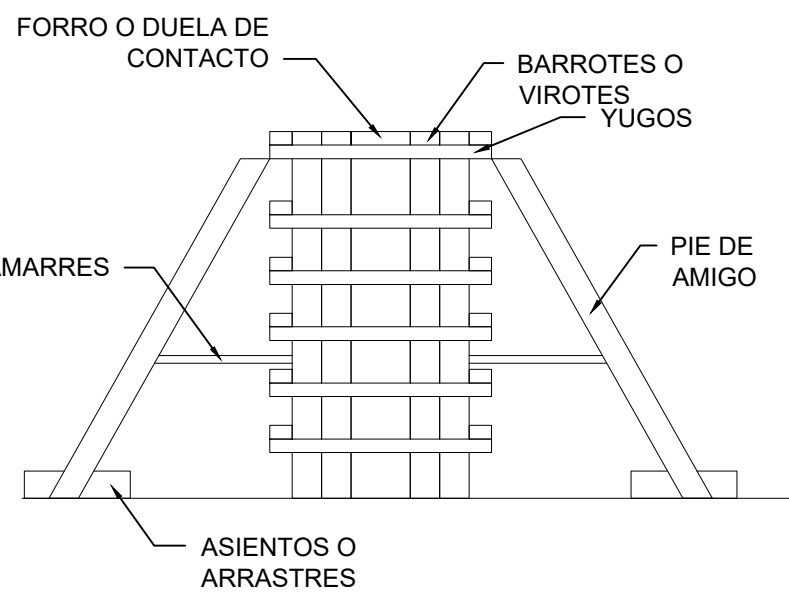 FORRO O DUELA DE
CONTACTO
BARROTES O
VIROTES
YUGOS
AMARRES
PIE DE
AMIGO
ASIENTOS O
ARRASTRES